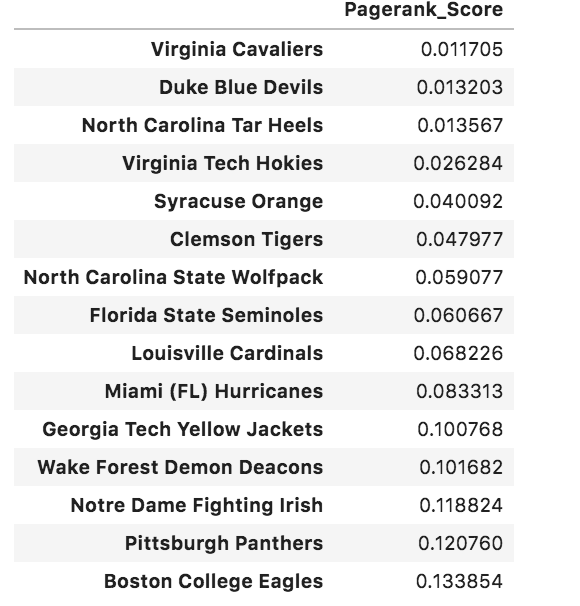 Pagerank_Score
Virginia Cavaliers 0.011705
Duke Blue Devils 0.013203
North Carolina Tar Heels 0.013567
Virginia Tech Hokies 0.026284
Syracuse Orange 0.040092
Clemson Tigers 0.047977
North Carolina State Wolfpack 0.059077
Florida State Seminoles 0.060667
Louisville Cardinals 0.068226
Miami (FL) Hurricanes 0.083313
Georgia Tech Yellow Jackets 0.100768
Wake Forest Demon Deacons 0.101682
Notre Dame Fighting Irish 0.118824
Pittsburgh Panthers 0.120760
Boston College Eagles 0.133854